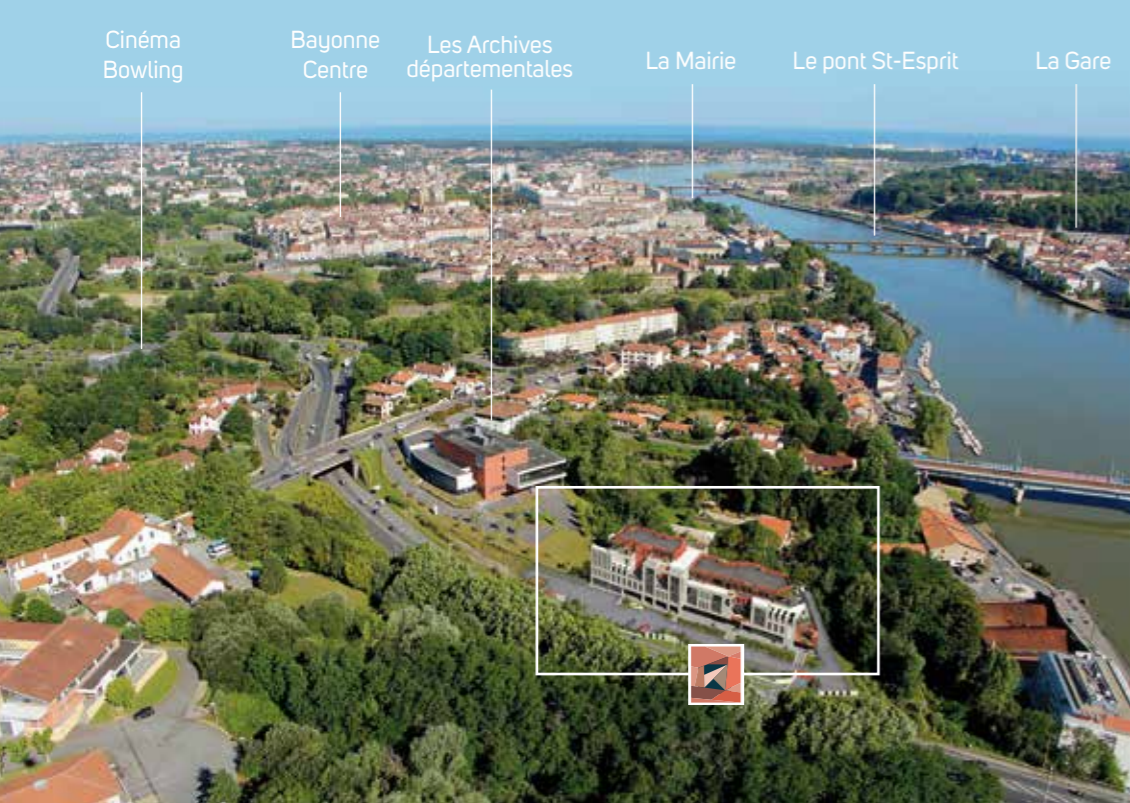 Cinéma
Bowling
Bayonne
Centre
Les Archives
départementales
La Mairie
Le pont St-Esprit
La Gare